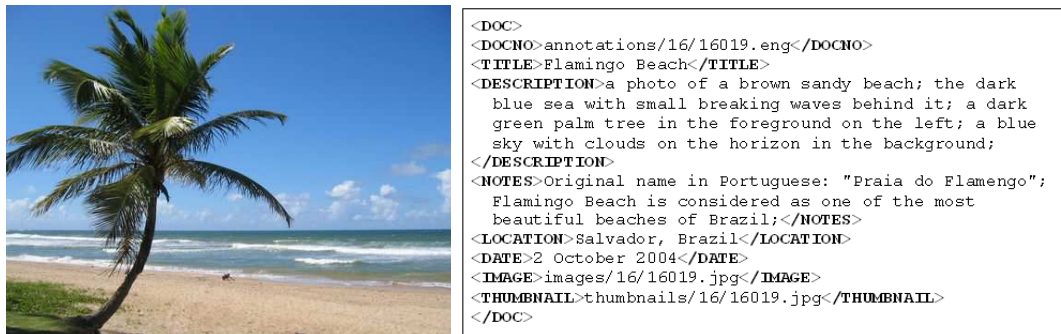 <DOC>
<DOCNO>annotations/16/16019.eng</DOCNO>
<TITLE>Flamingo Beach</TITLE>
<DESCRIPTION>a photo of a brown sandy beach; the dark
blue sea with small breaking waves behind it; a dark
green palm tree in the foreground on the left; a blue
sky with clouds on the horizon in the background;
</DESCRIPTION>
<NOTES>Original name in Portuguese: "Praia do Flamengo";
Flamingo Beach is considered as one of the most
beautiful beaches of Brazil;</NOTES>
<LOCATION>Salvador, Brazil</LOCATION>
<DATE>2 October 2004</DATE>
<IMAGE>images/16/16019.jpg</IMAGE>
<THUMBNAIL>thumbnails/16/16019.jpg</THUMBNAIL>
</DOC>